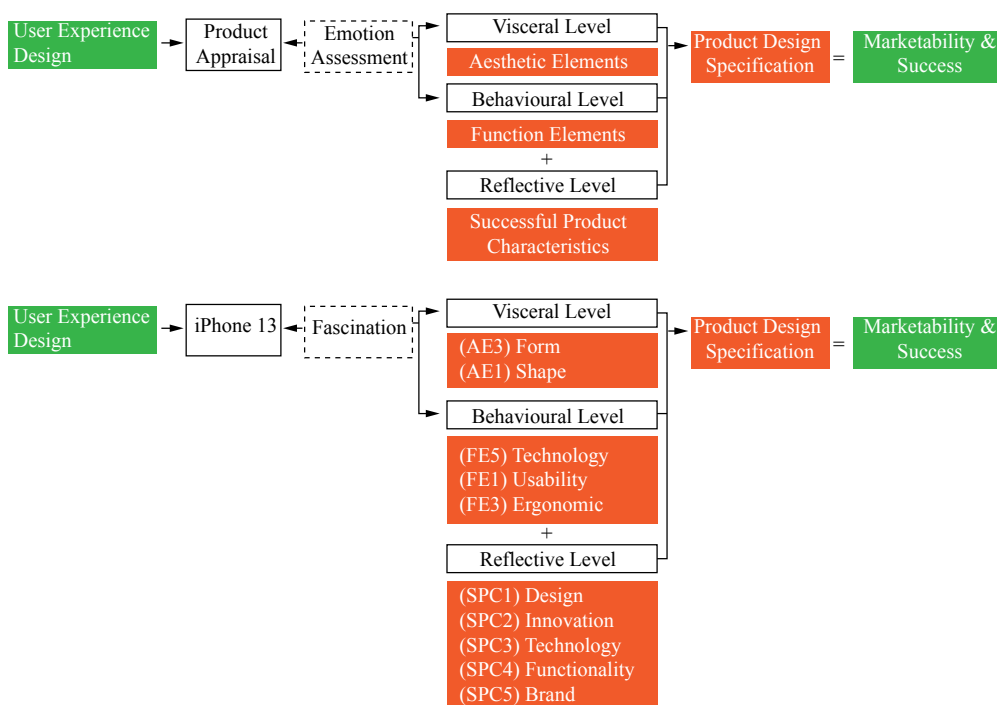 User Experience
Design
Product
Appraisal
Emotion
Assessment
Visceral Level
Aesthetic Elements
Behavioural Level
Function Elements
+
Reflective Level
Successful Product
Characteristics
Product Design
Specification
=
Marketability &
Success
User Experience
Design
iPhone 13
Fascination
Visceral Level
(AE3) Form
(AE1) Shape
Behavioural Level
(FE5) Technology
(FE1) Usability
(FE3) Ergonomic
+
Reflective Level
(SPC1) Design
(SPC2) Innovation
(SPC3) Technology
(SPC4) Functionality
(SPC5) Brand
Product Design
Specification
=
Marketability &
Success